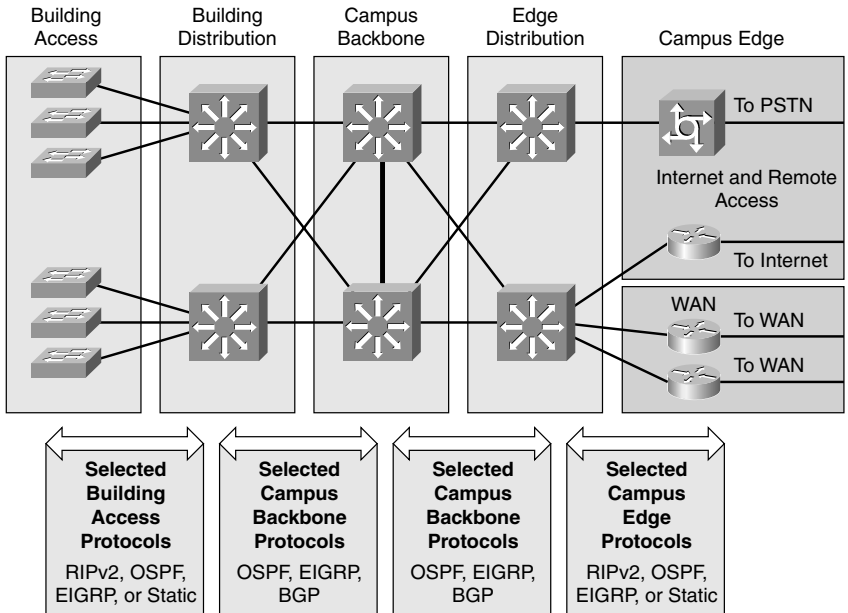 Building
Access
Building
Distribution
Campus
Backbone
Edge
Distribution
Campus Edge
To PSTN
Internet and Remote
Access
To Internet
WAN
To WAN
To WAN
Selected
Building
Access
Protocols
RIPv2, OSPF,
EIGRP, or Static
Selected
Campus
Backbone
Protocols
OSPF, EIGRP,
BGP
Selected
Campus
Backbone
Protocols
OSPF, EIGRP,
BGP
Selected
Campus
Edge
Protocols
RIPv2, OSPF,
EIGRP, or Static